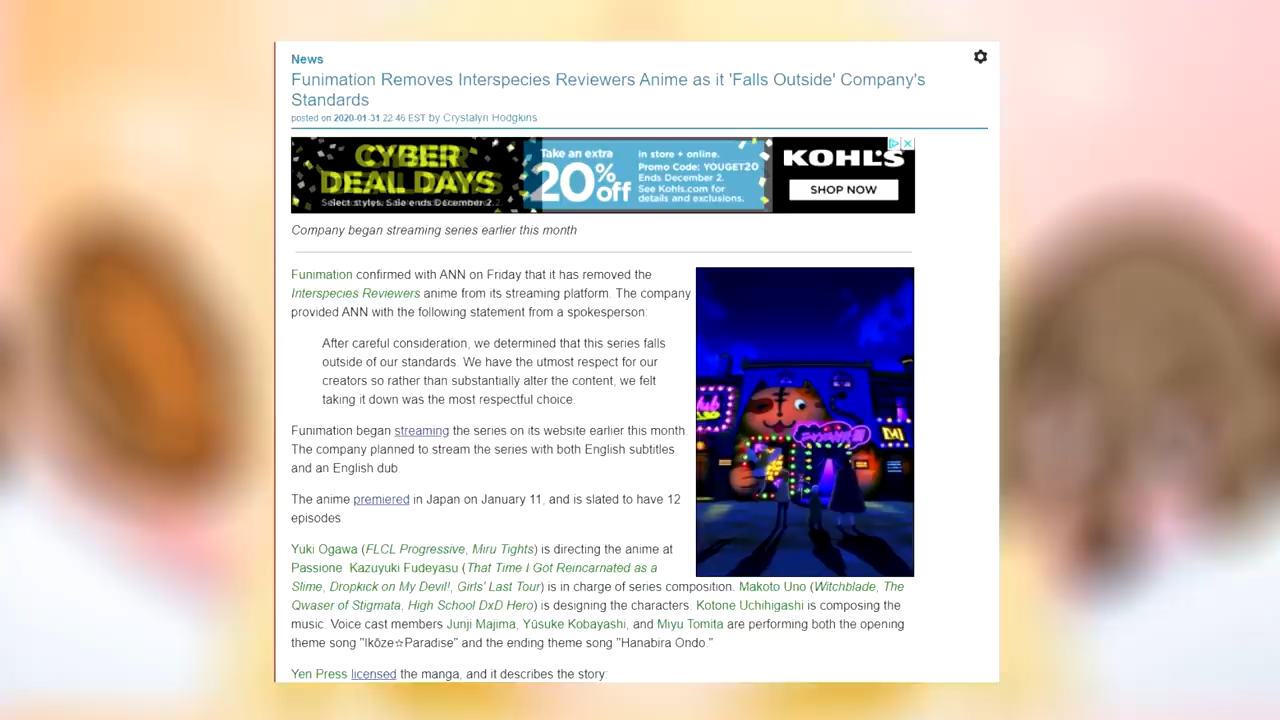 News
Funimation Removes Interspecies Reviewers Anime as it 'Falls Outside' Company's
Standards
posted on 2020-01-31 22:46 EST by Crystalyn Hodgkins
CYBER
DEAL DAYS
Select styles. Sale ends December 2.
Take an extra
20% off
in store + online.
Promo Code: YOUGET20
Ends December 2.
See Kohls.com for
details and exclusions.
KOHL'S
SHOP NOW
Company began streaming series earlier this month
Funimation confirmed with ANN on Friday that it has removed the
Interspecies Reviewers anime from its streaming platform. The company
provided ANN with the following statement from a spokesperson:
After careful consideration, we determined that this series falls
outside of our standards. We have the utmost respect for our
creators so rather than substantially alter the content, we felt
taking it down was the most respectful choice.
Funimation began streaming the series on its website earlier this month.
The company planned to stream the series with both English subtitles
and an English dub.
The anime premiered in Japan on January 11, and is slated to have 12
episodes.
Yuki Ogawa (FLCL Progressive, Miru Tights) is directing the anime at
Passione. Kazuyuki Fudeyasu (That Time I Got Reincarnated as a
Slime, Dropkick on My Devil!, Girls' Last Tour) is in charge of series composition. Makoto Uno (Witchblade, The
Qwaser of Stigmata, High School DxD Hero) is designing the characters. Kotone Uchihigashi is composing the
music. Voice cast members Junji Majima, Yūsuke Kobayashi, and Miyu Tomita are performing both the opening
theme song "Ikōze☆Paradise" and the ending theme song "Hanabira Ondo."
Yen Press licensed the manga, and it describes the story: